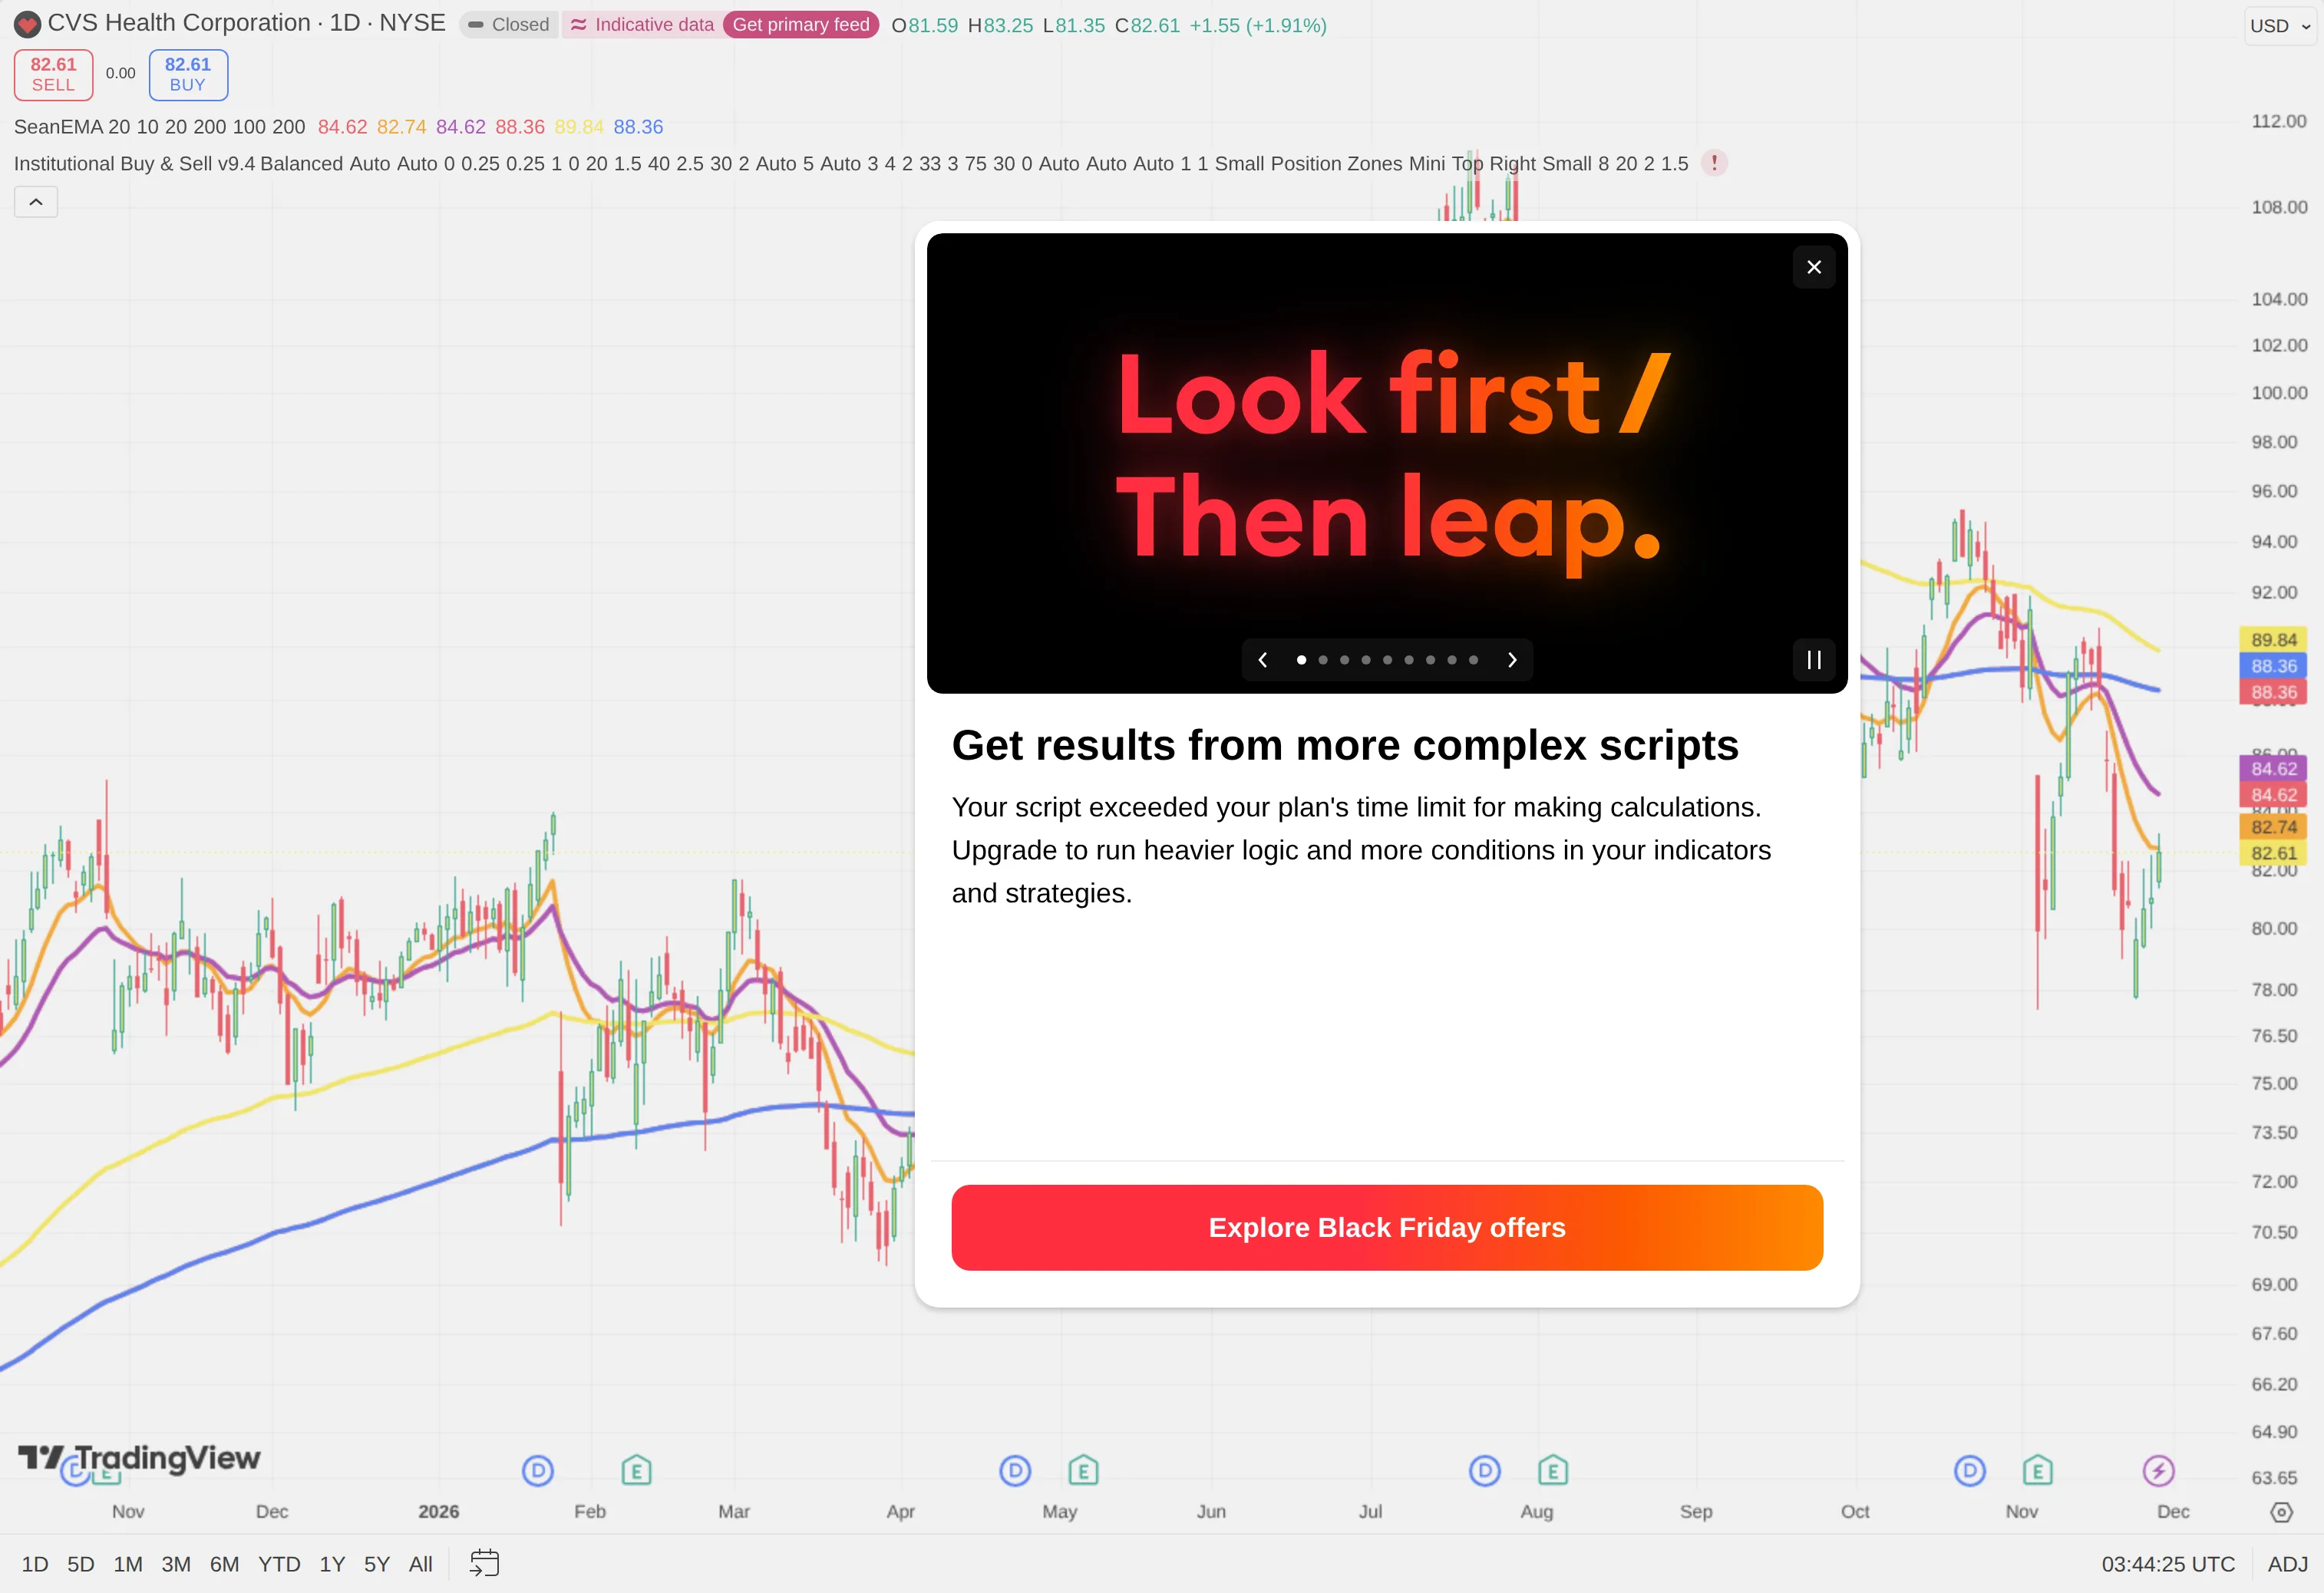 CVS Health Corporation · 1D · NYSE Closed Indicative data Get primary feed O81.59 H83.25 L81.35 C82.61 +1.55 (+1.91%)
USD
82.61 SELL
0.00
82.61 BUY
SeanEMA 20 10 20 200 100 200 84.62 82.74 84.62 88.36 89.84 88.36
Institutional Buy & Sell v9.4 Balanced Auto Auto 0 0.25 0.25 1 0 20 1.5 40 2.5 30 2 Auto 5 Auto 3 4 2 33 3 75 30 0 Auto Auto Auto 1 1 Small Position Zones Mini Top Right Small 8 20 2 1.5 !
Look first /
Then leap.
Get results from more complex scripts
Your script exceeded your plan's time limit for making calculations.
Upgrade to run heavier logic and more conditions in your indicators
and strategies.
Explore Black Friday offers
112.00
108.00
104.00
102.00
100.00
98.00
96.00
94.00
92.00
89.84
88.36
88.36
86.00
84.62
84.62
84.00
82.74
82.61
82.00
80.00
78.00
76.50
75.00
73.50
72.00
70.50
69.00
67.60
66.20
64.90
63.65
TradingView
D E D E D E D E D E
Nov Dec 2026 Feb Mar Apr May Jun Jul Aug Sep Oct Nov Dec
1D 5D 1M 3M 6M YTD 1Y 5Y All
03:44:25 UTC ADJ